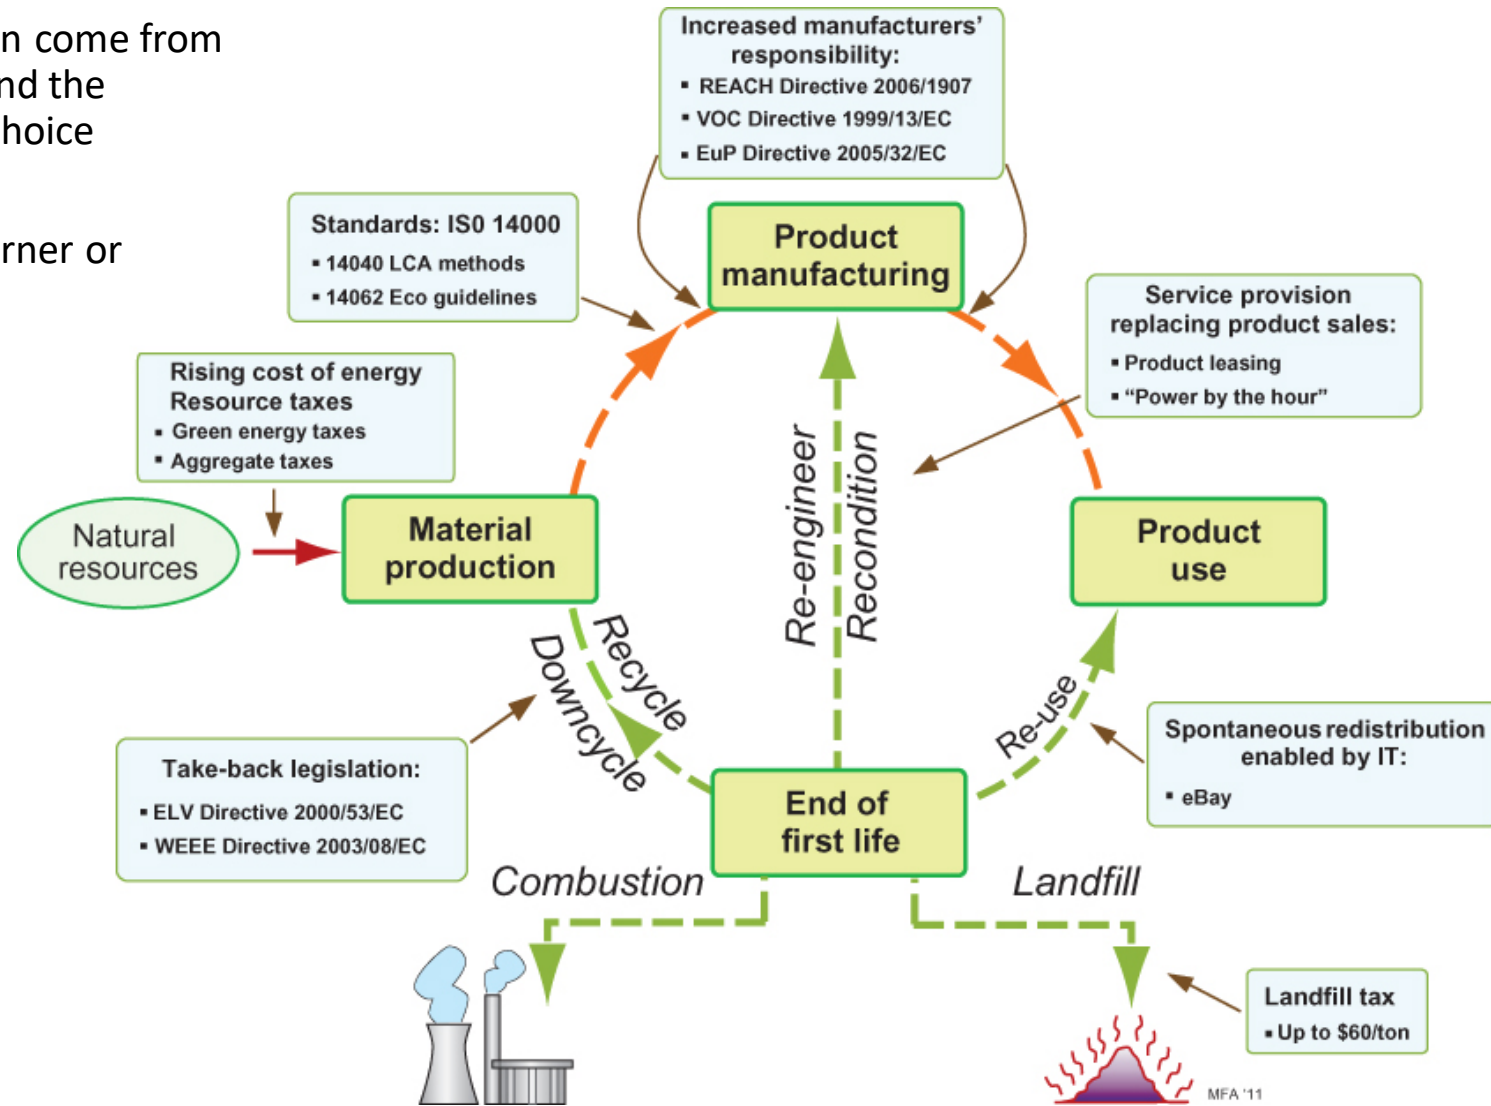 n come from
nd the
hoice
rner or
Increased manufacturers'
responsibility:
▪ REACH Directive 2006/1907
▪ VOC Directive 1999/13/EC
▪ EuP Directive 2005/32/EC
Standards: IS0 14000
▪ 14040 LCA methods
▪ 14062 Eco guidelines
Product
manufacturing
Service provision
replacing product sales:
▪ Product leasing
▪ “Power by the hour”
Rising cost of energy
Resource taxes
▪ Green energy taxes
▪ Aggregate taxes
Natural
resources
Material
production
Re-engineer
Recondition
Product
use
Recycle
Downcycle
Re-use
Take-back legislation:
▪ ELV Directive 2000/53/EC
▪ WEEE Directive 2003/08/EC
End of
first life
Spontaneous redistribution
enabled by IT:
▪ eBay
Combustion
Landfill
Landfill tax
▪ Up to $60/ton
MFA '11